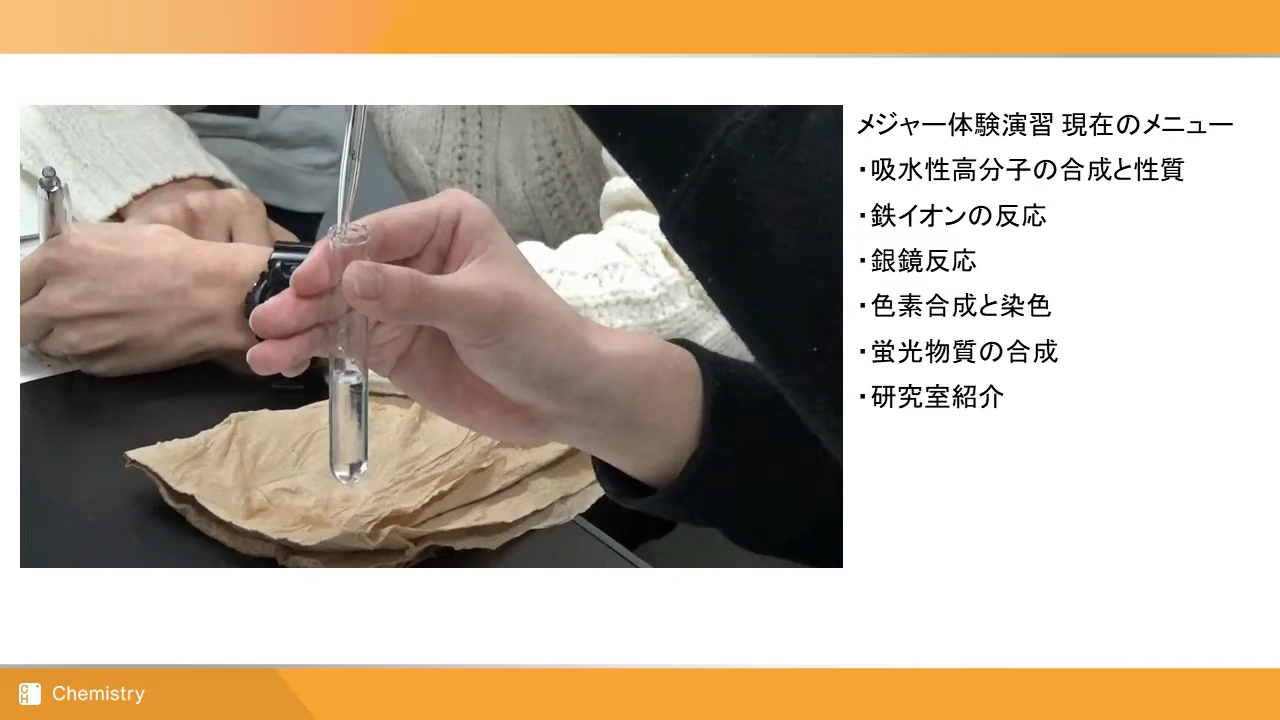 メジャー体験演習 現在のメニュー
・吸水性高分子の合成と性質
・鉄イオンの反応
・銀鏡反応
・色素合成と染色
・蛍光物質の合成
・研究室紹介
CH Chemistry